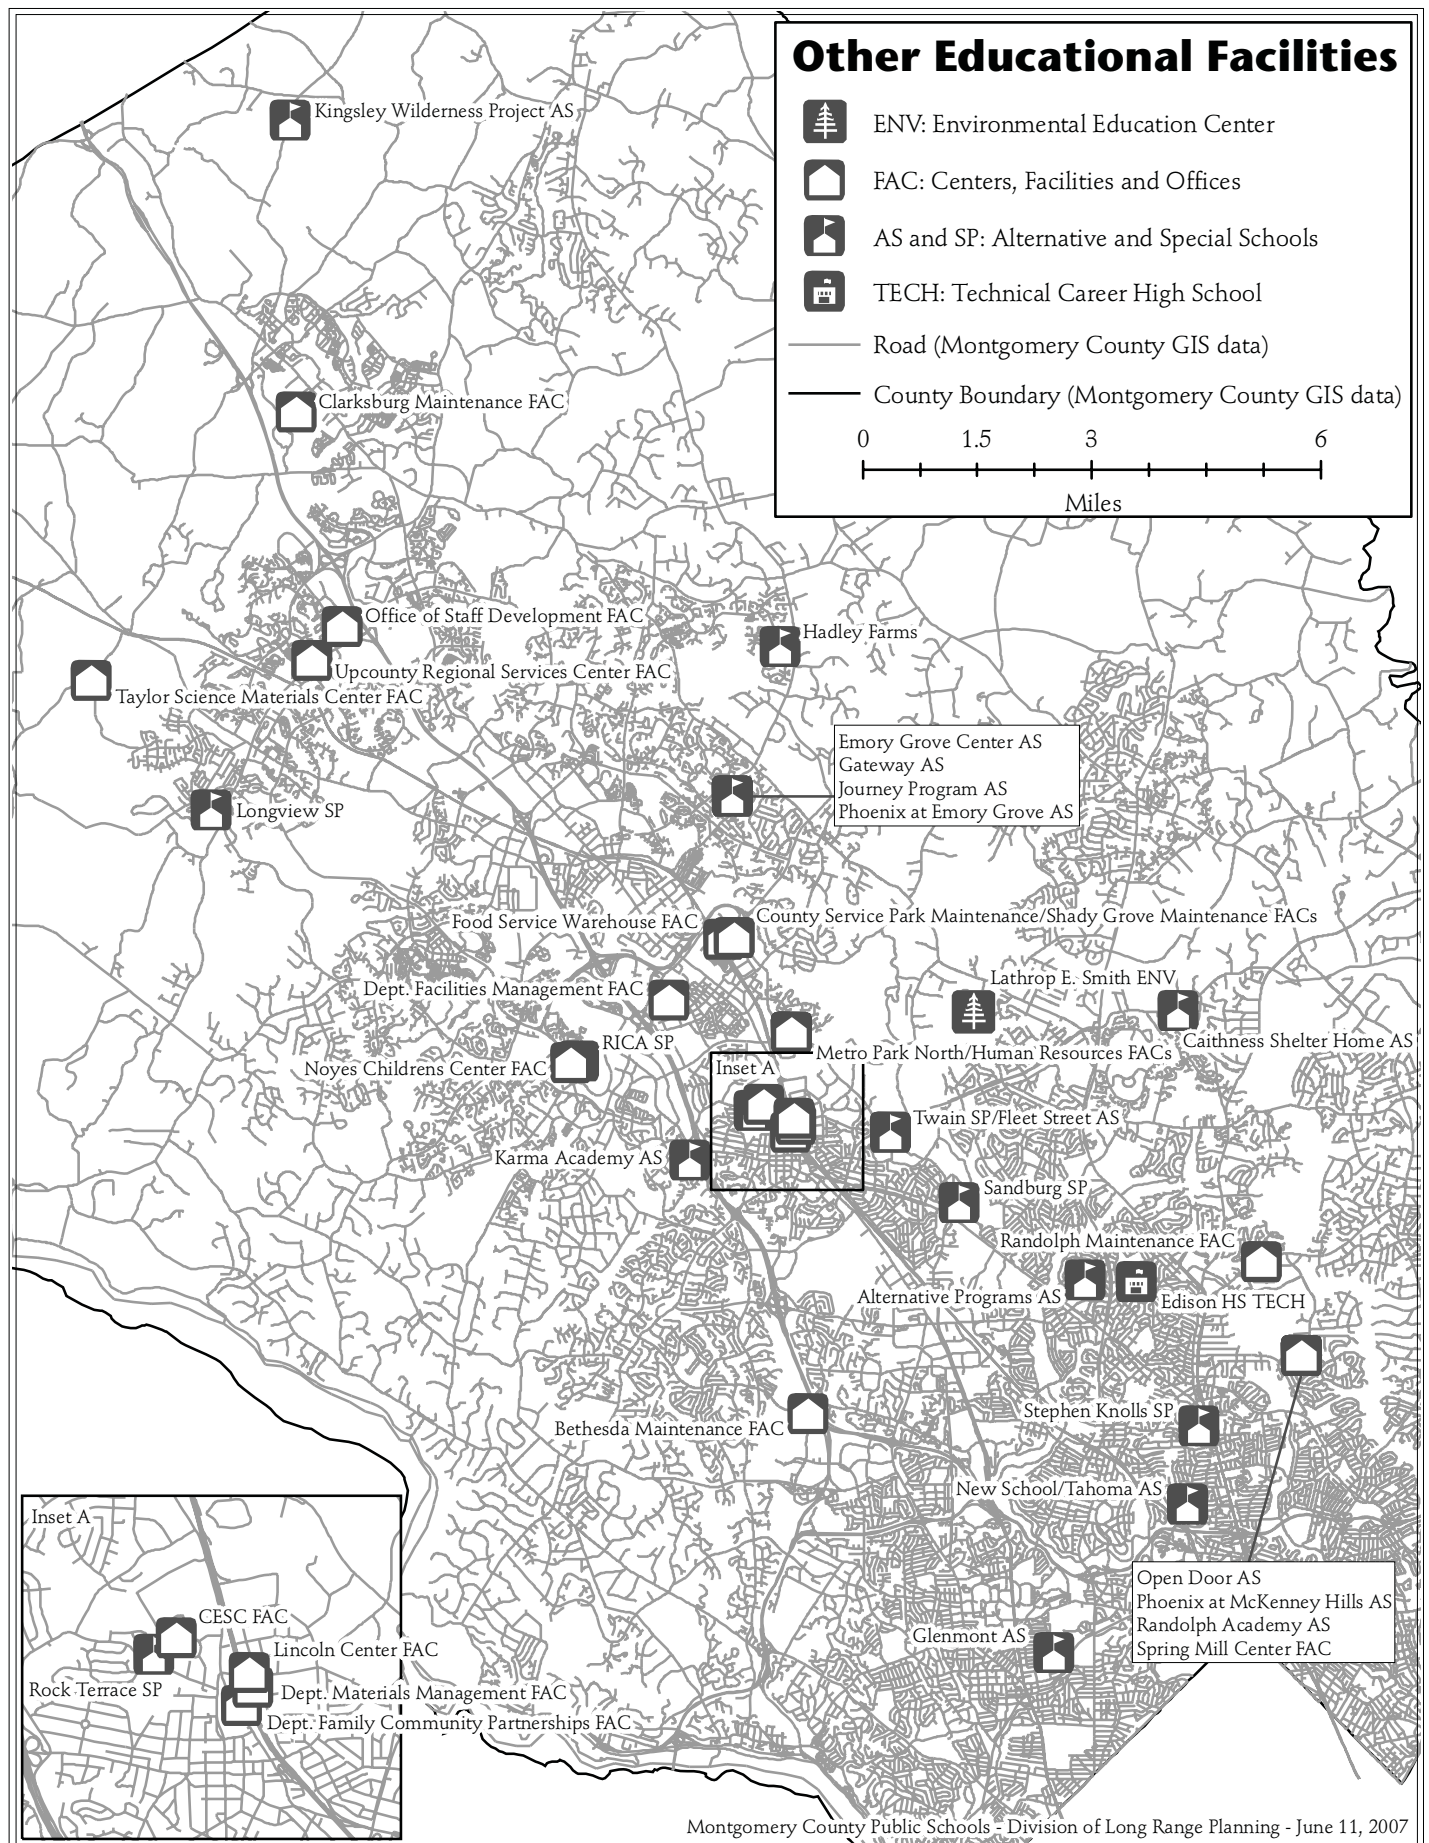 Other Educational Facilities
ENV: Environmental Education Center
FAC: Centers, Facilities and Offices
AS and SP: Alternative and Special Schools
TECH: Technical Career High School
Road (Montgomery County GIS data)
County Boundary (Montgomery County GIS data)
0 1.5 3 6
Miles
Kingsley Wilderness Project AS
Clarksburg Maintenance FAC
Office of Staff Development FAC
Hadley Farms
Upcounty Regional Services Center FAC
Taylor Science Materials Center FAC
Emory Grove Center AS
Gateway AS
Journey Program AS
Phoenix at Emory Grove AS
Longview SP
Food Service Warehouse FAC
County Service Park Maintenance/Shady Grove Maintenance FACs
Lathrop E. Smith ENV
Dept. Facilities Management FAC
Caithness Shelter Home AS
RICA SP
Metro Park North/Human Resources FACs
Noyes Childrens Center FAC
Inset A
Twain SP/Fleet Street AS
Karma Academy AS
Sandburg SP
Randolph Maintenance FAC
Alternative Programs AS
Edison HS TECH
Stephen Knolls SP
Bethesda Maintenance FAC
New School/Tahoma AS
Open Door AS
Phoenix at McKenney Hills AS
Randolph Academy AS
Spring Mill Center FAC
Glenmont AS
Inset A
CESC FAC
Lincoln Center FAC
Rock Terrace SP
Dept. Materials Management FAC
Dept. Family Community Partnerships FAC
Montgomery County Public Schools - Division of Long Range Planning - June 11, 2007